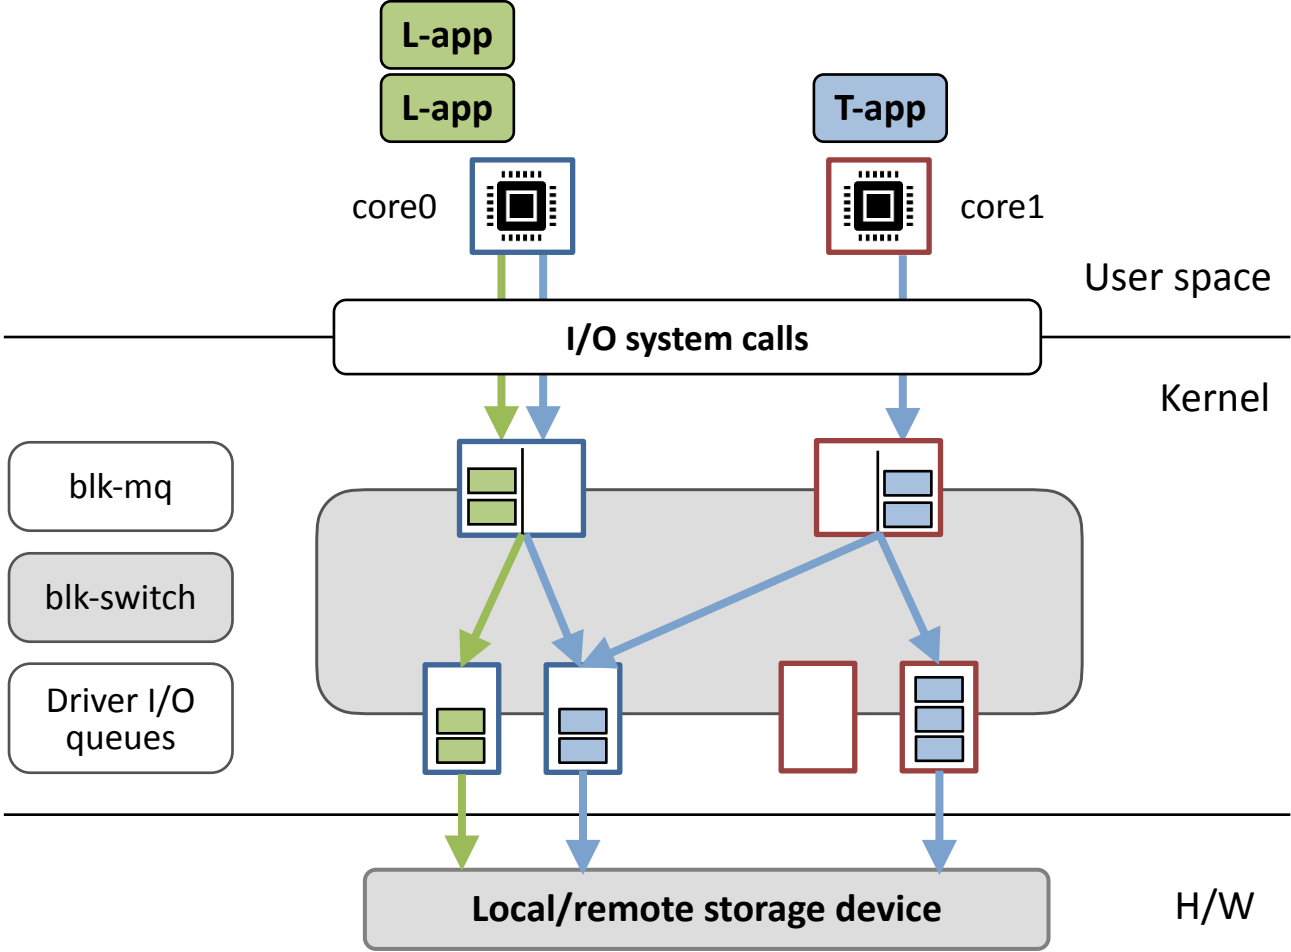 L-app
L-app
T-app
core0
core1
User space
I/O system calls
Kernel
blk-mq
blk-switch
Driver I/O
queues
Local/remote storage device
H/W